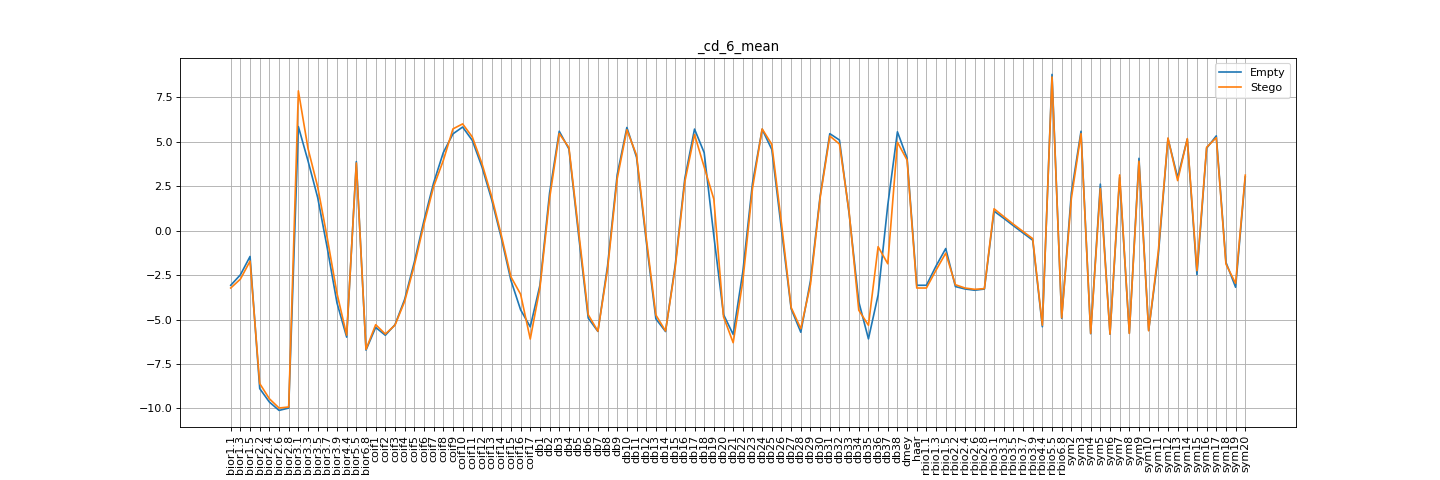 _cd_6_mean
Empty
Stego
7.5
5.0
2.5
0.0
−2.5
−5.0
−7.5
−10.0
bior1.1
bior1.3
bior1.5
bior2.2
bior2.4
bior2.6
bior2.8
bior3.1
bior3.3
bior3.5
bior3.7
bior3.9
bior4.4
bior5.5
bior6.8
coif1
coif2
coif3
coif4
coif5
coif6
coif7
coif8
coif9
coif10
coif11
coif12
coif13
coif14
coif15
coif16
coif17
db1
db2
db3
db4
db5
db6
db7
db8
db9
db10
db11
db12
db13
db14
db15
db16
db17
db18
db19
db20
db21
db22
db23
db24
db25
db26
db27
db28
db29
db30
db31
db32
db33
db34
db35
db36
db37
db38
dmey
haar
rbio1.1
rbio1.3
rbio1.5
rbio2.2
rbio2.4
rbio2.6
rbio2.8
rbio3.1
rbio3.3
rbio3.5
rbio3.7
rbio3.9
rbio4.4
rbio5.5
rbio6.8
sym2
sym3
sym4
sym5
sym6
sym7
sym8
sym9
sym10
sym11
sym12
sym13
sym14
sym15
sym16
sym17
sym18
sym19
sym20